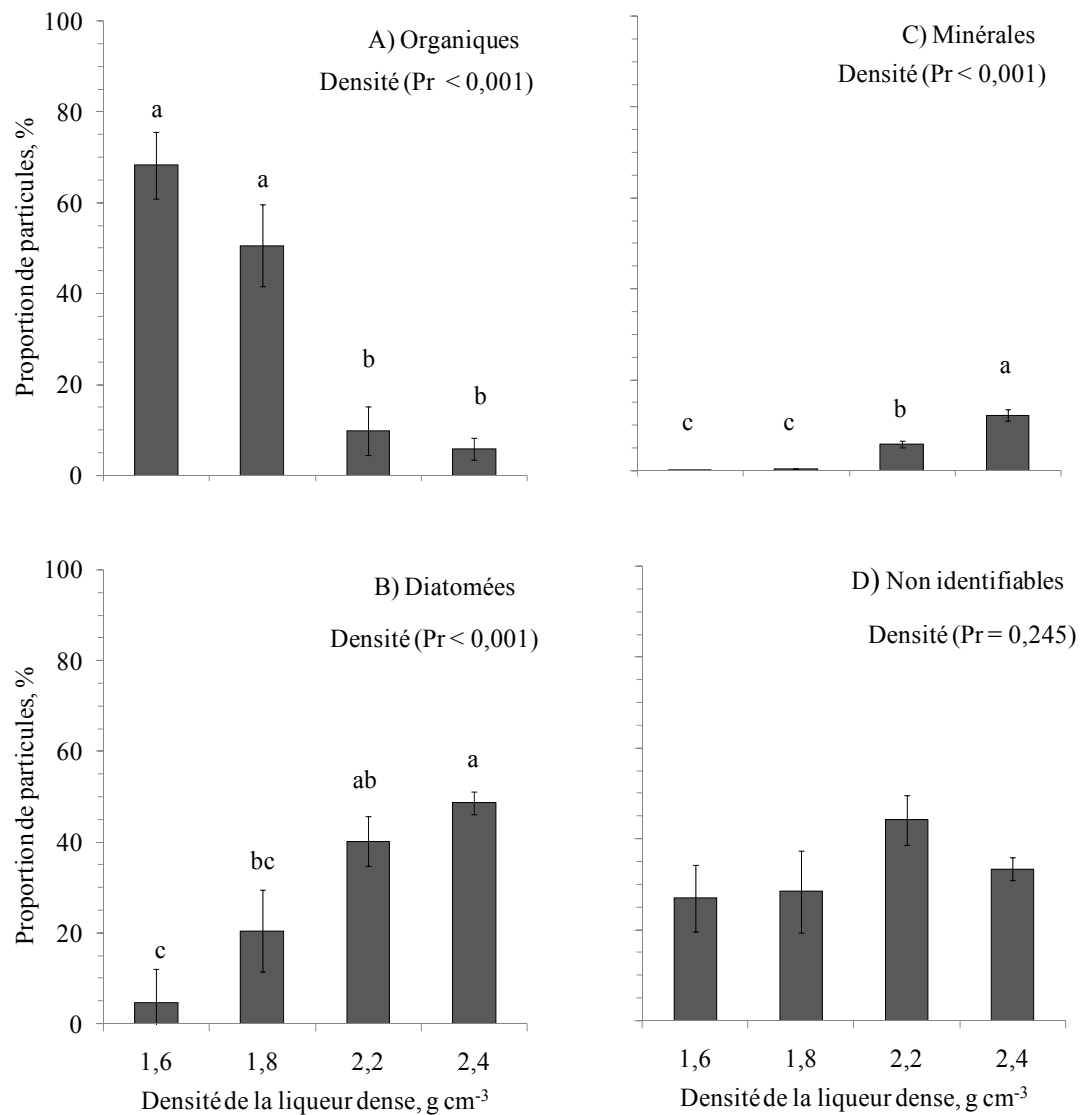 A) Organiques
Densité (Pr < 0,001)
Proportion de particules, %
100
80
60
40
20
0
a
a
b
b
C) Minérales
Densité (Pr < 0,001)
c
c
b
a
B) Diatomées
Densité (Pr < 0,001)
Proportion de particules, %
100
80
60
40
20
0
c
bc
ab
a
1,6
1,8
2,2
2,4
Densité de la liqueur dense, g cm-3
D) Non identifiables
Densité (Pr = 0,245)
1,6
1,8
2,2
2,4
Densité de la liqueur dense, g cm-3